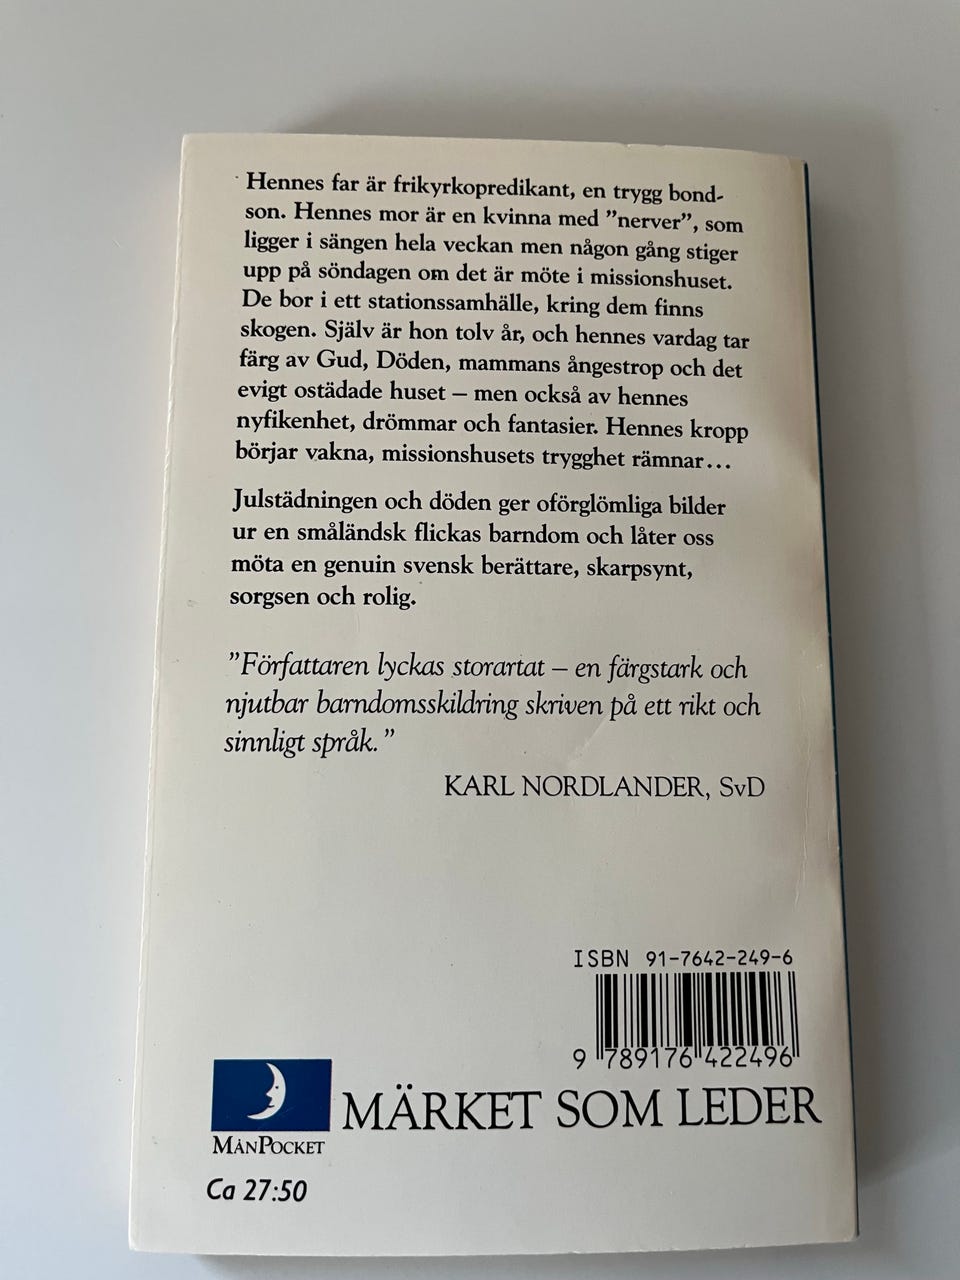 Hennes far är frikyrkopredikant, en trygg bond-
son. Hennes mor är en kvinna med ”nerver”, som
ligger i sängen hela veckan men någon gång stiger
upp på söndagen om det är möte i missionshuset.
De bor i ett stationssamhälle, kring dem finns
skogen. Själv är hon tolv år, och hennes vardag tar
färg av Gud, Döden, mammans ångestrop och det
evigt ostädade huset – men också av hennes
nyfikenhet, drömmar och fantasier. Hennes kropp
börjar vakna, missionshusets trygghet rämnar...
Julstädningen och döden ger oförglömliga bilder
ur en småländsk flickas barndom och låter oss
möta en genuin svensk berättare, skarpsynt,
sorgsen och rolig.
”Författaren lyckas storartat – en färgstark och
njutbar barndomsskildring skriven på ett rikt och
sinnligt språk.”
KARL NORDLANDER, SvD
ISBN 91-7642-249-6
9 789176 422496
MÅNPOCKET
MÄRKET SOM LEDER
Ca 27:50